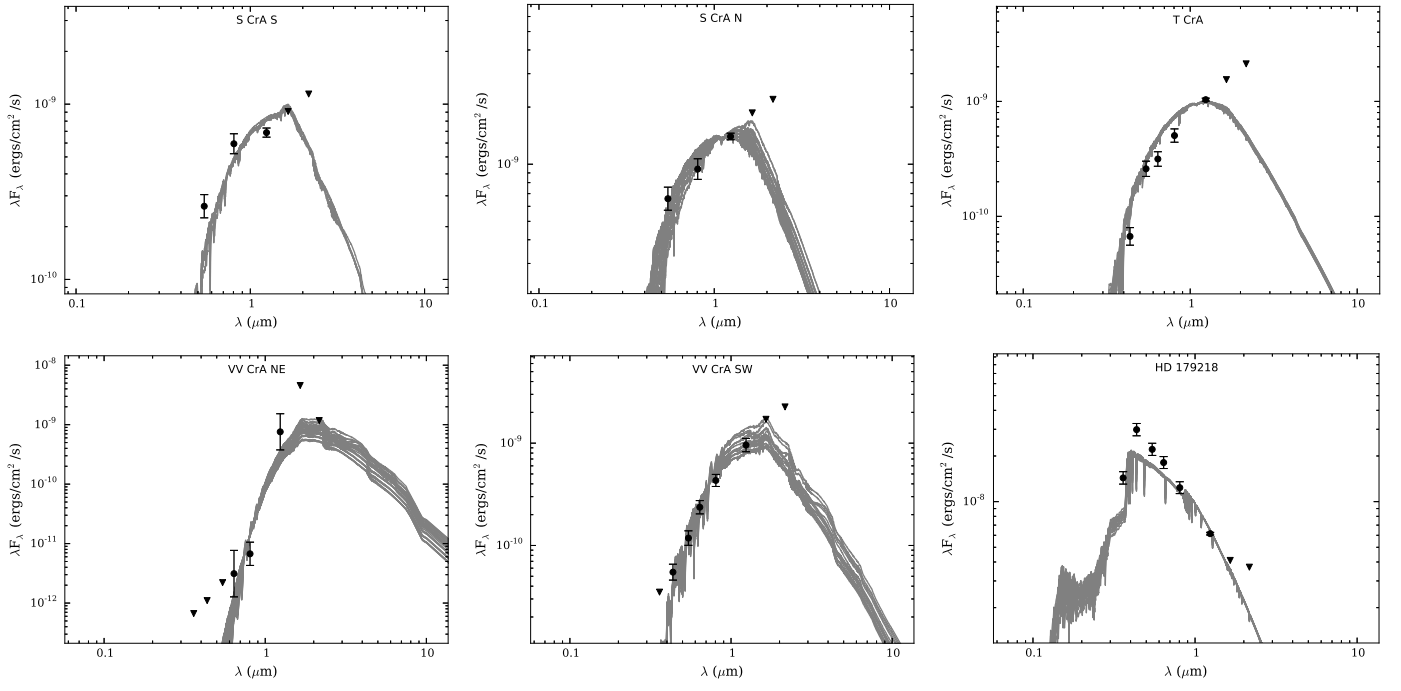 S CrA S
10⁻⁹
10⁻¹⁰
λF_λ (ergs/cm² /s)
0.1 1 10
λ (μm)
S CrA N
10⁻⁹
λF_λ (ergs/cm² /s)
0.1 1 10
λ (μm)
T CrA
10⁻⁹
10⁻¹⁰
λF_λ (ergs/cm² /s)
0.1 1 10
λ (μm)
VV CrA NE
10⁻⁸
10⁻⁹
10⁻¹⁰
10⁻¹¹
10⁻¹²
λF_λ (ergs/cm² /s)
0.1 1 10
λ (μm)
VV CrA SW
10⁻⁹
10⁻¹⁰
λF_λ (ergs/cm² /s)
0.1 1 10
λ (μm)
HD 179218
10⁻⁸
λF_λ (ergs/cm² /s)
0.1 1 10
λ (μm)